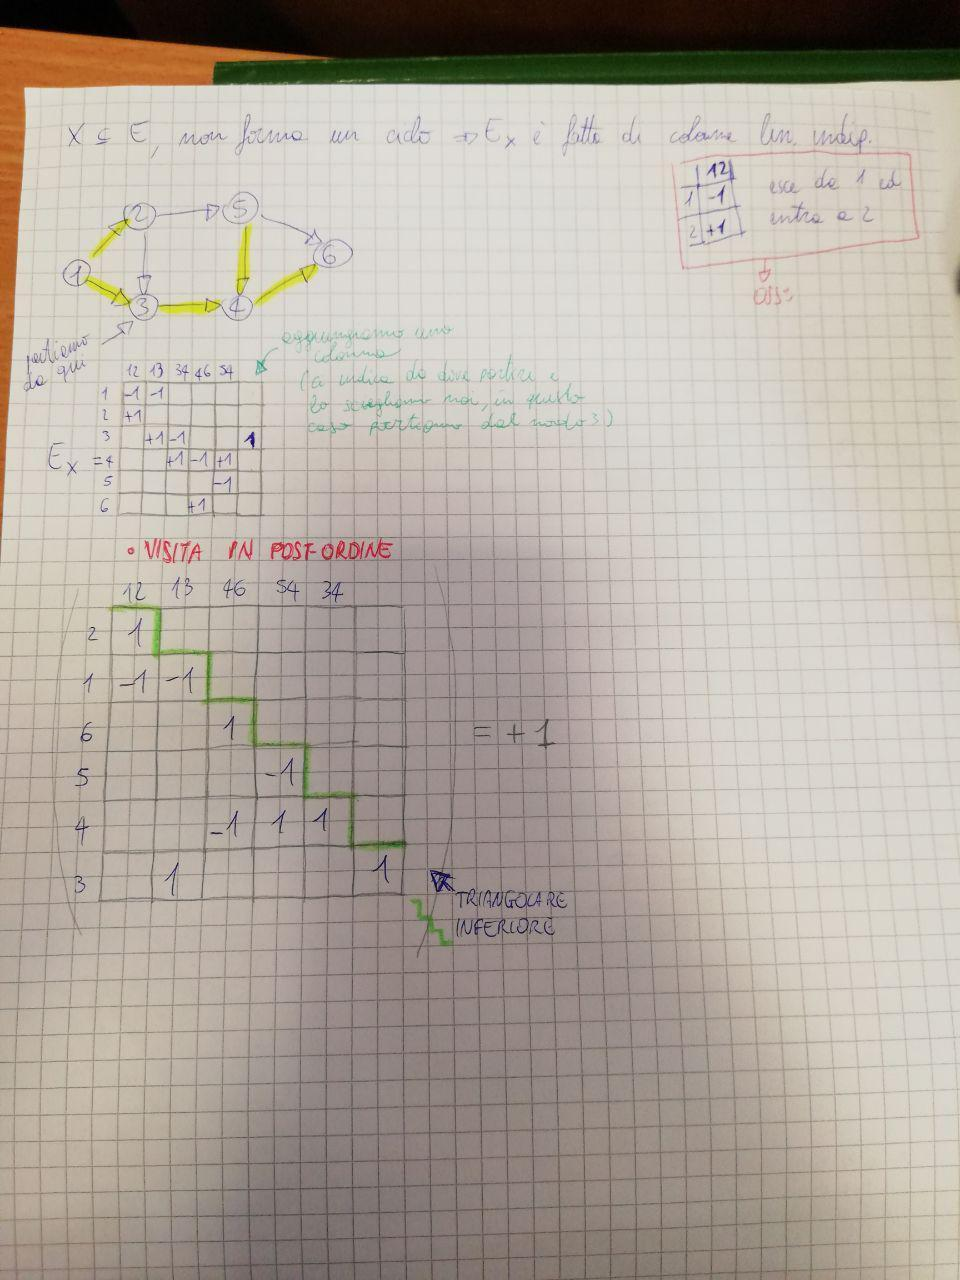 X ⊆ E, non forma un ciclo ⇒ E_X è fatta di colonne lin. indip.
12
1 -1
2 +1
esce da 1 ed
entra a 2
OSS:
2 5
1 6
3 4
partiamo
da qui
aggiungiamo una
colonna
(ci indica da dove partire e
lo scegliamo noi, in questo
caso partiamo dal nodo 3)
12 13 34 46 54
1 -1 -1
2 +1
3 +1 -1 1
E_X = 4 +1 -1 +1
5 -1
6 +1
• VISITA IN POST-ORDINE
12 13 46 54 34
2 1
1 -1 -1
6 1
= +1
5 -1
4 -1 1 1
3 1 1
TRIANGOLARE
INFERIORE